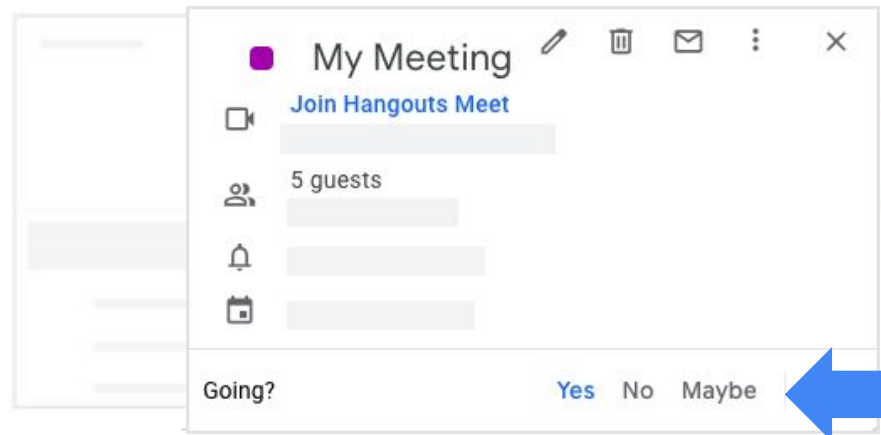 My Meeting
Join Hangouts Meet
5 guests
Going? Yes No Maybe